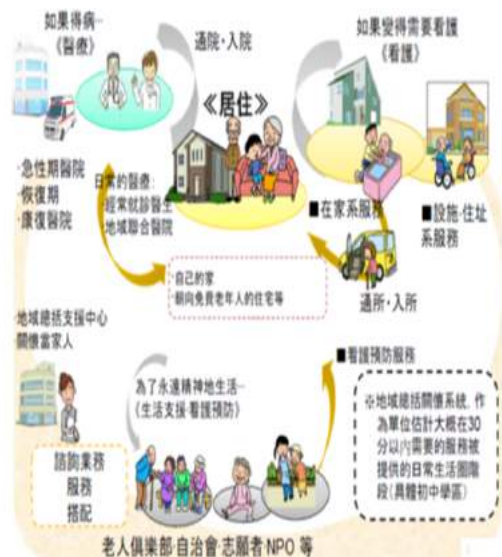 如果得病…
《醫療》
通院·入院
如果變得需要看護
《看護》
《居住》
·急性期醫院
·恢復期
·康復醫院
日常的醫療:
·經常就診醫生
·地域聯合醫院
■在家系服務
■設施·住址
系服務
·自己的家
·朝向免費老年人的住宅等
通所·入所
·地域總括支援中心
·關懷當家人
■看護預防服務
為了永遠精神地生活…
《生活支援·看護預防》
※地域總括關懷系統,作
為單位估計大概在30
分以內需要的服務被
提供的日常生活圈階
段(具體初中學區)
諮詢業務
服務
搭配
老人俱樂部·自治會·志願者·NPO 等